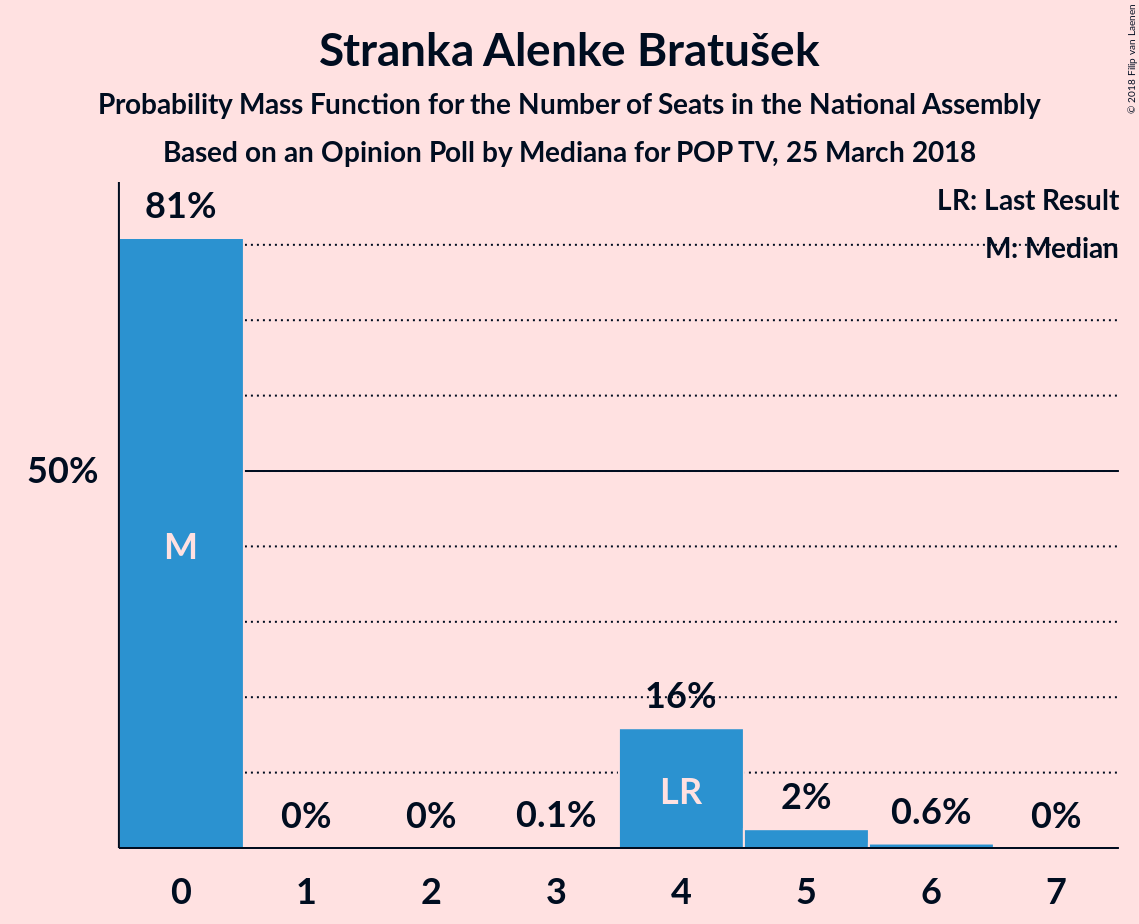 Stranka Alenke Bratušek
Probability Mass Function for the Number of Seats in the National Assembly
Based on an Opinion Poll by Mediana for POP TV, 25 March 2018
© 2018 Filip van Laenen
LR: Last Result
M: Median
81%
50%
M
16%
LR
0%
0%
0.1%
2%
0.6%
0%
0 1 2 3 4 5 6 7